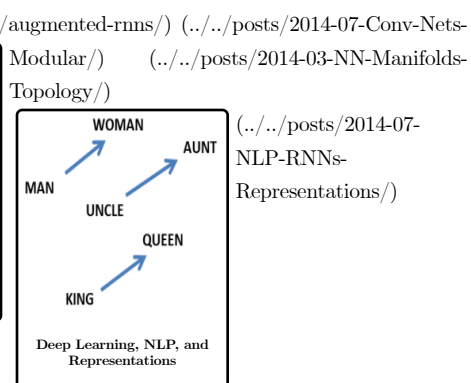 /augmented-rnns/) (../../posts/2014-07-Conv-Nets-
Modular/) (../../posts/2014-03-NN-Manifolds-
Topology/)
(../../posts/2014-07-
NLP-RNNs-
Representations/)
WOMAN
AUNT
MAN
UNCLE
QUEEN
KING
Deep Learning, NLP, and
Representations